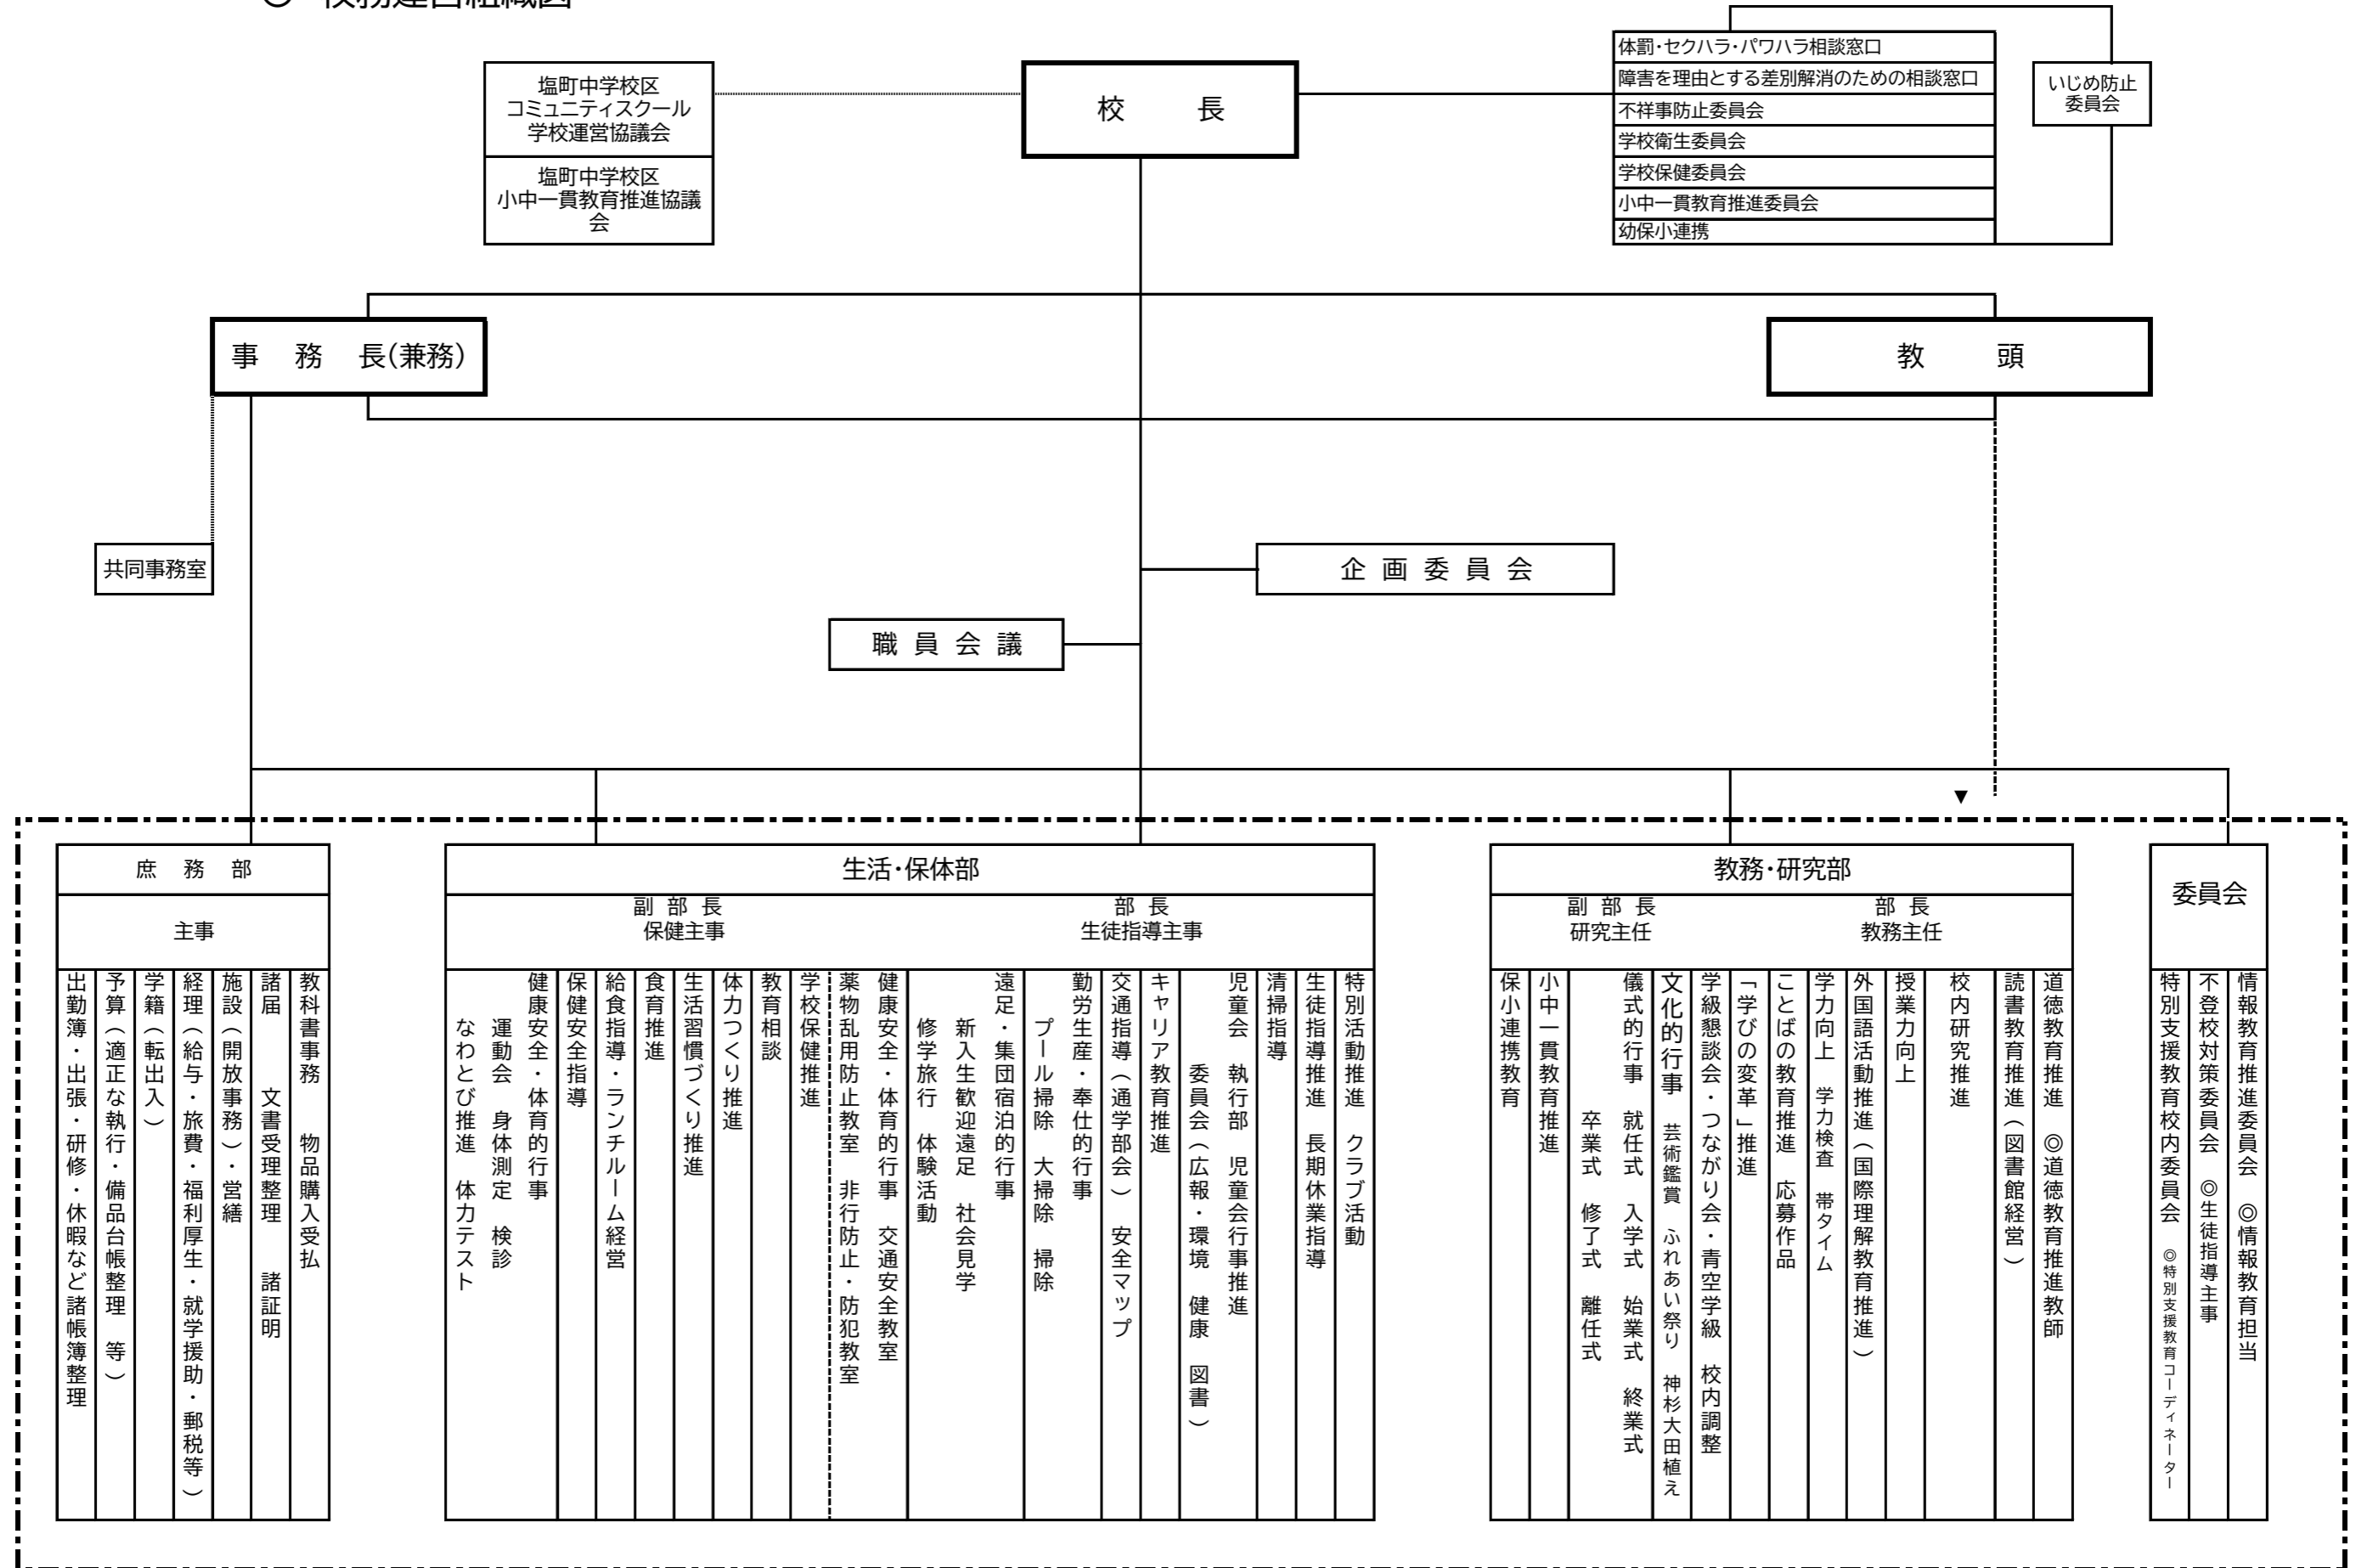 ○ 校務運営組織図
塩町中学校区
コミュニティスクール
学校運営協議会
塩町中学校区
小中一貫教育推進協議
会
校　　長
体罰・セクハラ・パワハラ相談窓口
障害を理由とする差別解消のための相談窓口
不祥事防止委員会
学校衛生委員会
学校保健委員会
小中一貫教育推進委員会
幼保小連携
いじめ防止
委員会
事　務　長(兼務)
教　　頭
共同事務室
企 画 委 員 会
職 員 会 議
▼
庶　務　部
主事
教科書事務　物品購入受払
諸届　文書受理整理　諸証明
施設（開放事務）・営繕
経理（給与・旅費・福利厚生・就学援助・郵税等）
学籍（転出入）
予算（適正な執行・備品台帳整理　等）
出勤簿・出張・研修・休暇など諸帳簿整理
生活・保体部
部 長
生徒指導主事
副 部 長
保健主事
特別活動推進　クラブ活動
生徒指導推進　長期休業指導
清掃指導
児童会　執行部　児童会行事推進
委員会（広報・環境　健康　図書）
キャリア教育推進
交通指導（通学部会）　安全マップ
勤労生産・奉仕的行事
プール掃除　大掃除　掃除
遠足・集団宿泊的行事
新入生歓迎遠足　社会見学
修学旅行　体験活動
健康安全・体育的行事　交通安全教室
薬物乱用防止教室　非行防止・防犯教室
学校保健推進
教育相談
体力つくり推進
生活習慣づくり推進
食育推進
給食指導・ランチルーム経営
保健安全指導
健康安全・体育的行事
運動会　身体測定　検診
なわとび推進　体力テスト
教務・研究部
部 長
教務主任
副 部 長
研究主任
道徳教育推進　◎道徳教育推進教師
読書教育推進（図書館経営）
校内研究推進
授業力向上
外国語活動推進（国際理解教育推進）
学力向上　学力検査　帯タイム
ことばの教育推進　応募作品
「学びの変革」推進
学級懇談会・つながり会・青空学級　校内調整
文化的行事　芸術鑑賞　ふれあい祭り　神杉大田植え
儀式的行事　就任式　入学式　始業式　終業式
卒業式　修了式　離任式
小中一貫教育推進
保小連携教育
委員会
情報教育推進委員会　◎情報教育担当
不登校対策委員会　◎生徒指導主事
特別支援教育校内委員会　◎特別支援教育コーディネーター